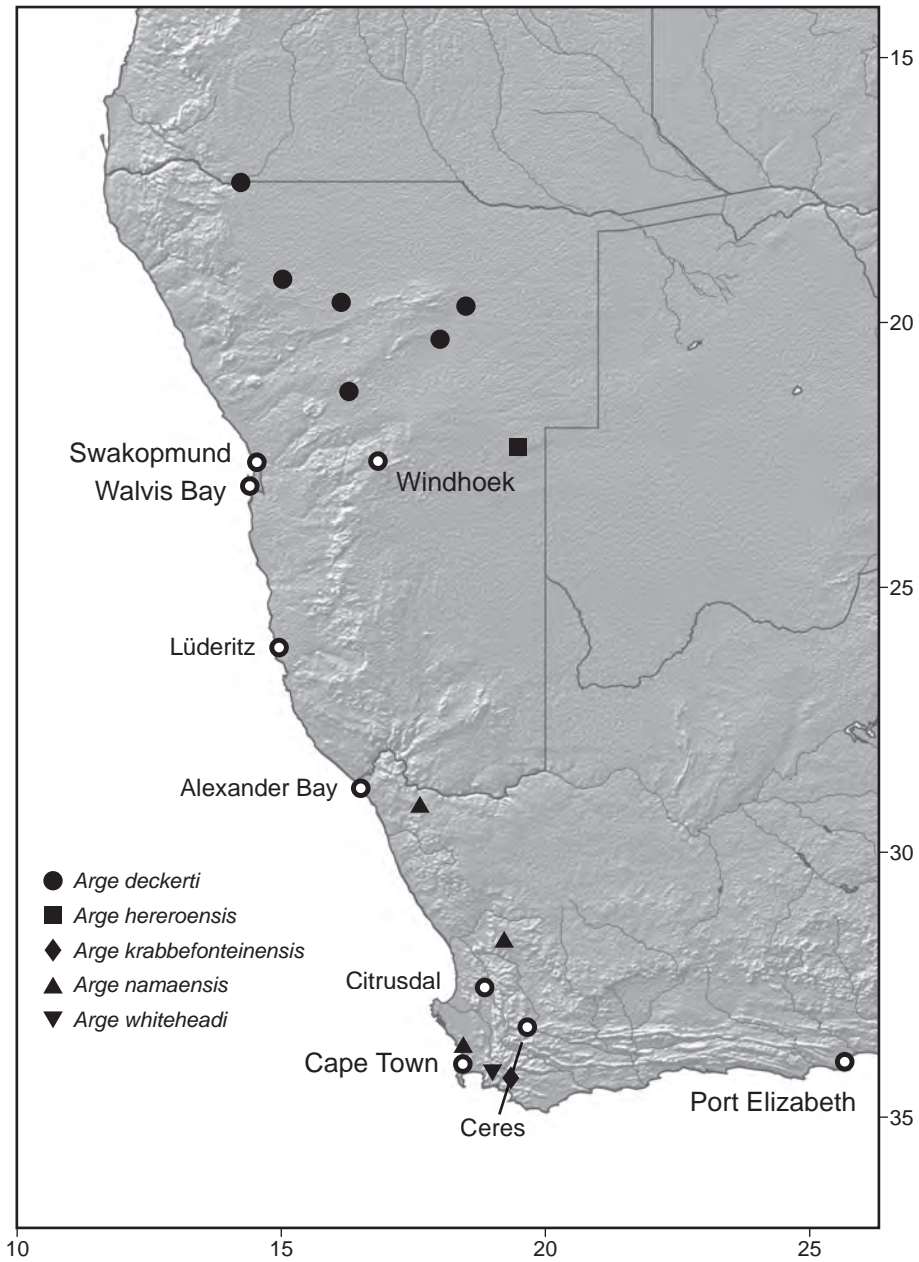 15
20
Swakopmund
Walvis Bay
Windhoek
25
Lüderitz
Alexander Bay
30
Arge deckerti
Arge hereroensis
Arge krabbefonteinensis
Arge namaensis
Arge whiteheadi
Citrusdal
Cape Town
Port Elizabeth
Ceres
35
10 15 20 25